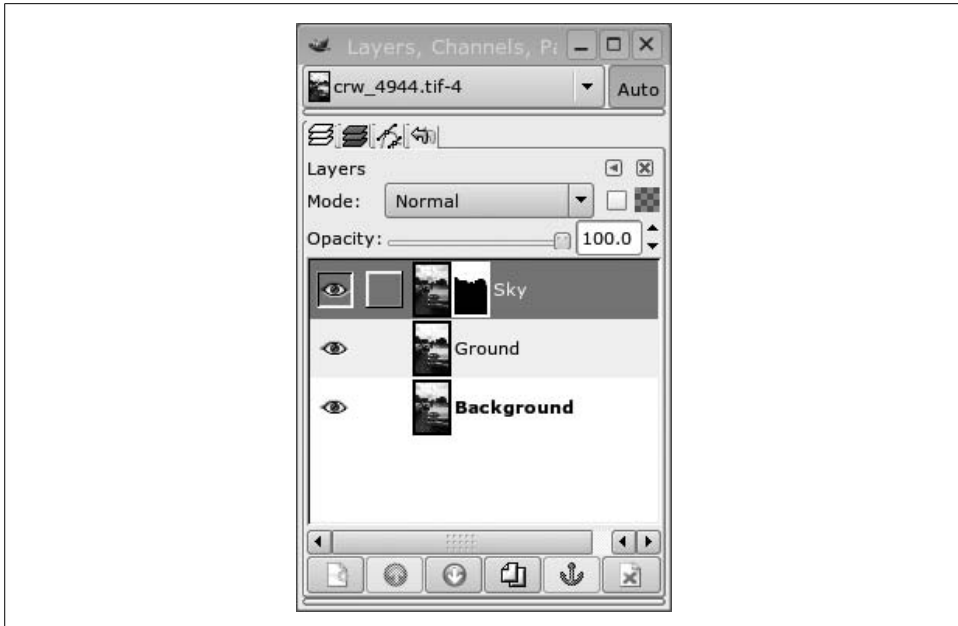 Layers, Channels, Pa
crw_4944.tif-4
Auto
Layers
Mode: Normal
Opacity: 100.0
Sky
Ground
Background